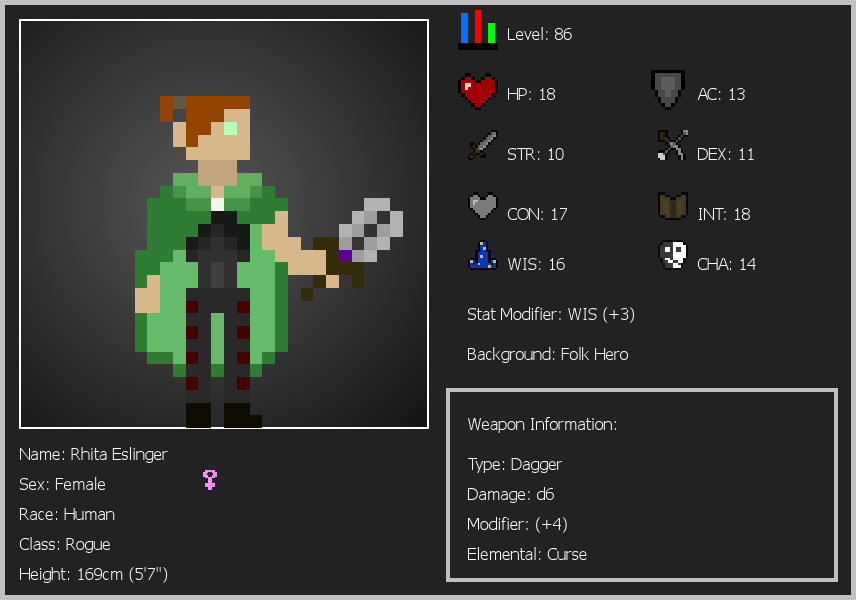 Level: 86
HP: 18
AC: 13
STR: 10
DEX: 11
CON: 17
INT: 18
WIS: 16
CHA: 14
Stat Modifier: WIS (+3)
Background: Folk Hero
Weapon Information:
Type: Dagger
Damage: d6
Modifier: (+4)
Elemental: Curse
Name: Rhita Eslinger
Sex: Female
Race: Human
Class: Rogue
Height: 169cm (5'7")